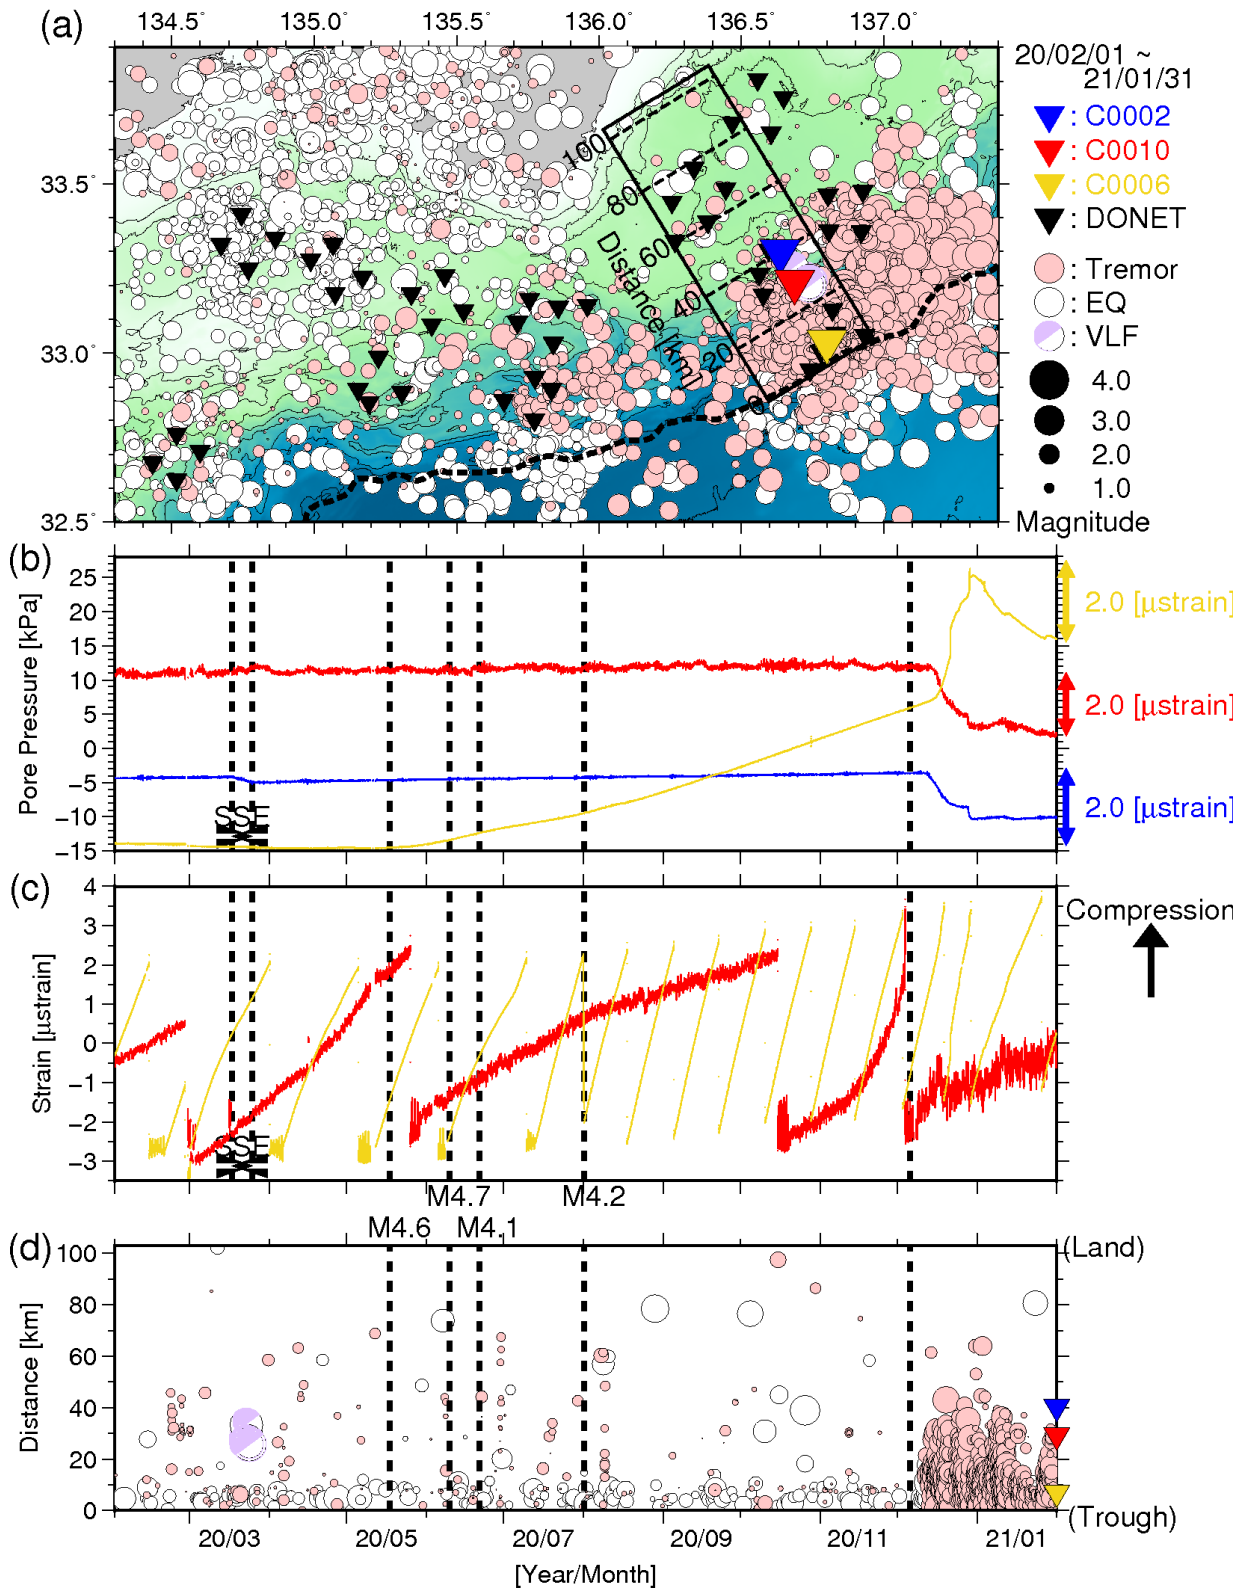 (a)
134.5° 135.0° 135.5° 136.0° 136.5° 137.0°
20/02/01 ~
21/01/31
: C0002
: C0010
: C0006
: DONET
: Tremor
: EQ
: VLF
4.0
3.0
2.0
1.0
Magnitude
33.5°
33.0°
32.5°
100
80
60
40
20
0
Distance [km]
(b)
Pore Pressure [kPa]
25
20
15
10
5
0
−5
−10
−15
SSE
2.0 [μstrain]
2.0 [μstrain]
2.0 [μstrain]
(c)
Strain [μstrain]
4
3
2
1
0
−1
−2
−3
SSE
Compression
M4.7 M4.2
M4.6 M4.1
(d)
Distance [km]
100
80
60
40
20
0
(Land)
(Trough)
20/03 20/05 20/07 20/09 20/11 21/01
[Year/Month]